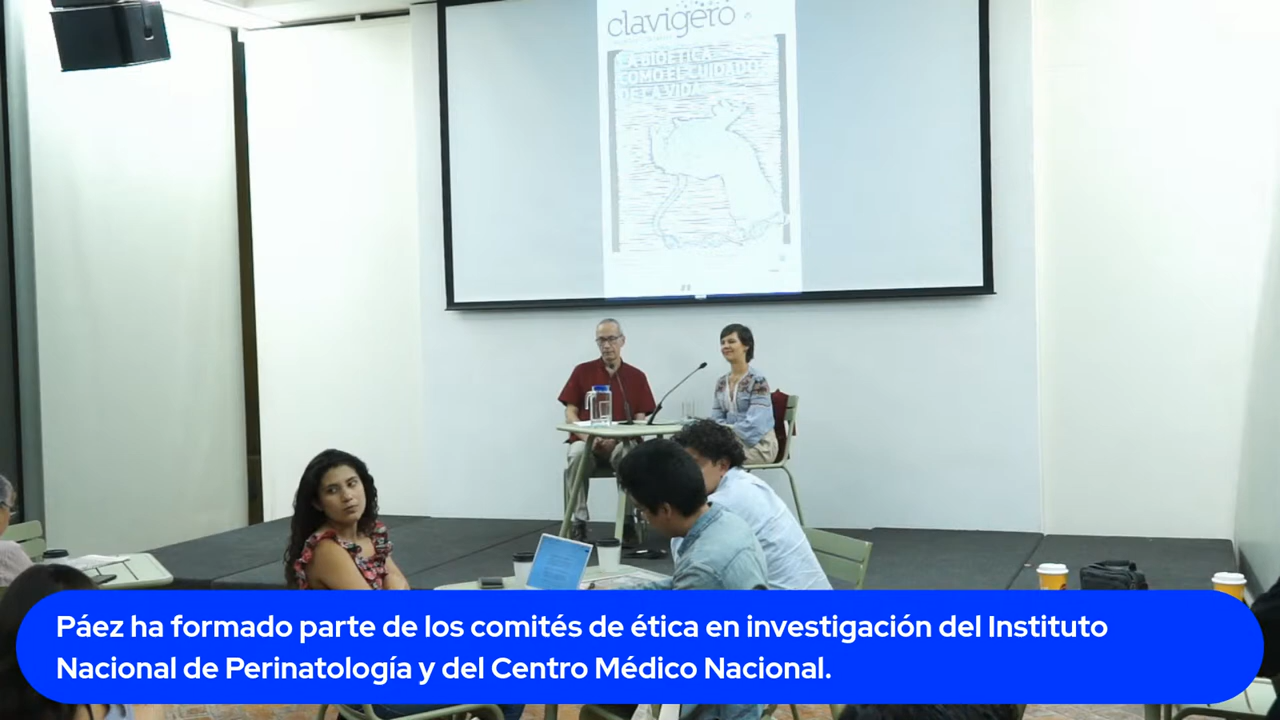 clavigero
LA BIOÉTICA
COMO EL CUIDADO
DE LA VIDA
Páez ha formado parte de los comités de ética en investigación del Instituto
Nacional de Perinatología y del Centro Médico Nacional.